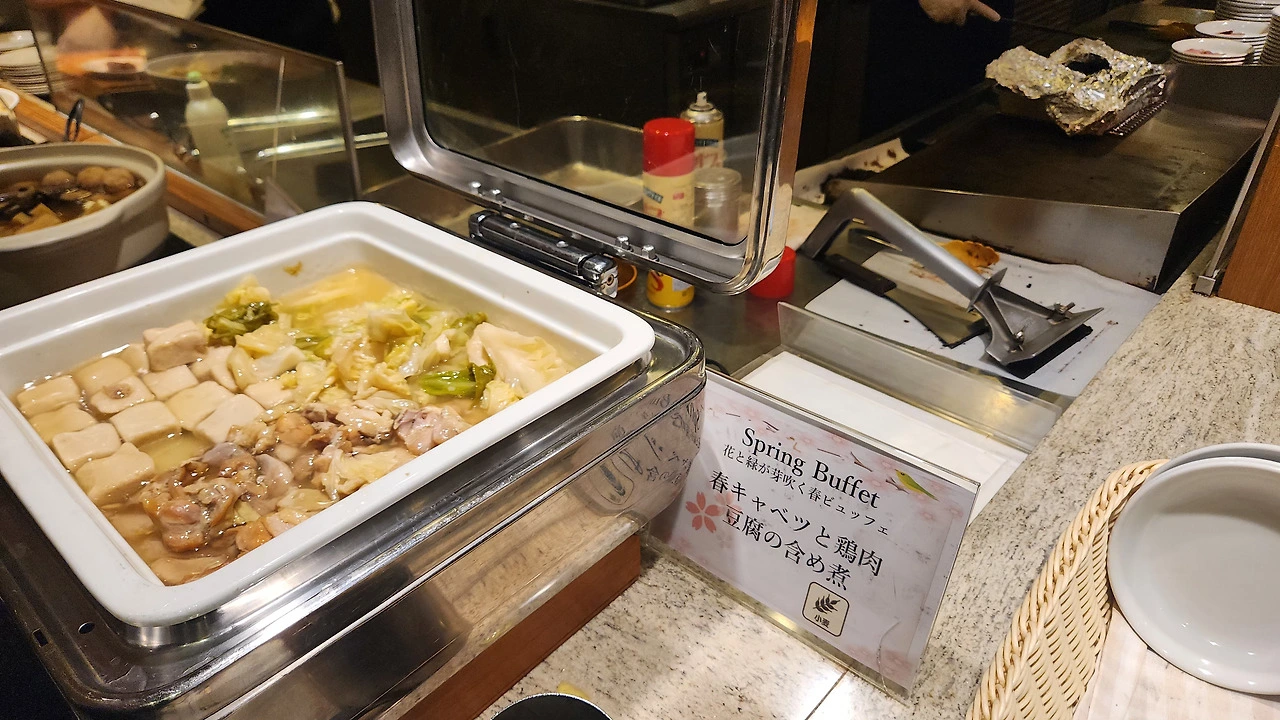 Spring Buffet
花と緑が芽吹く春ビュッフェ
春キャベツと鶏肉
豆腐の含め煮
小麦